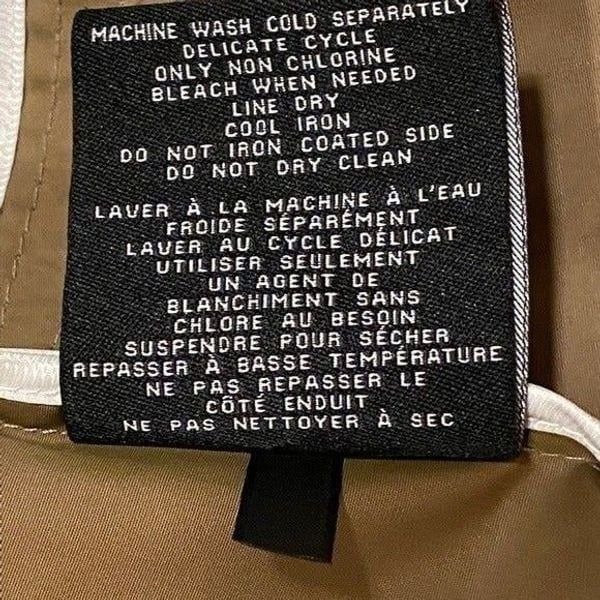 MACHINE WASH COLD SEPARATELY
DELICATE CYCLE
ONLY NON CHLORINE
BLEACH WHEN NEEDED
LINE DRY
COOL IRON
DO NOT IRON COATED SIDE
DO NOT DRY CLEAN
LAVER À LA MACHINE À L'EAU
FROIDE SÉPARÉMENT
LAVER AU CYCLE DÉLICAT
UTILISER SEULEMENT
UN AGENT DE
BLANCHIMENT SANS
CHLORE AU BESOIN
SUSPENDRE POUR SÉCHER
REPASSER À BASSE TEMPÉRATURE
NE PAS REPASSER LE
CÔTÉ ENDUIT
NE PAS NETTOYER À SEC